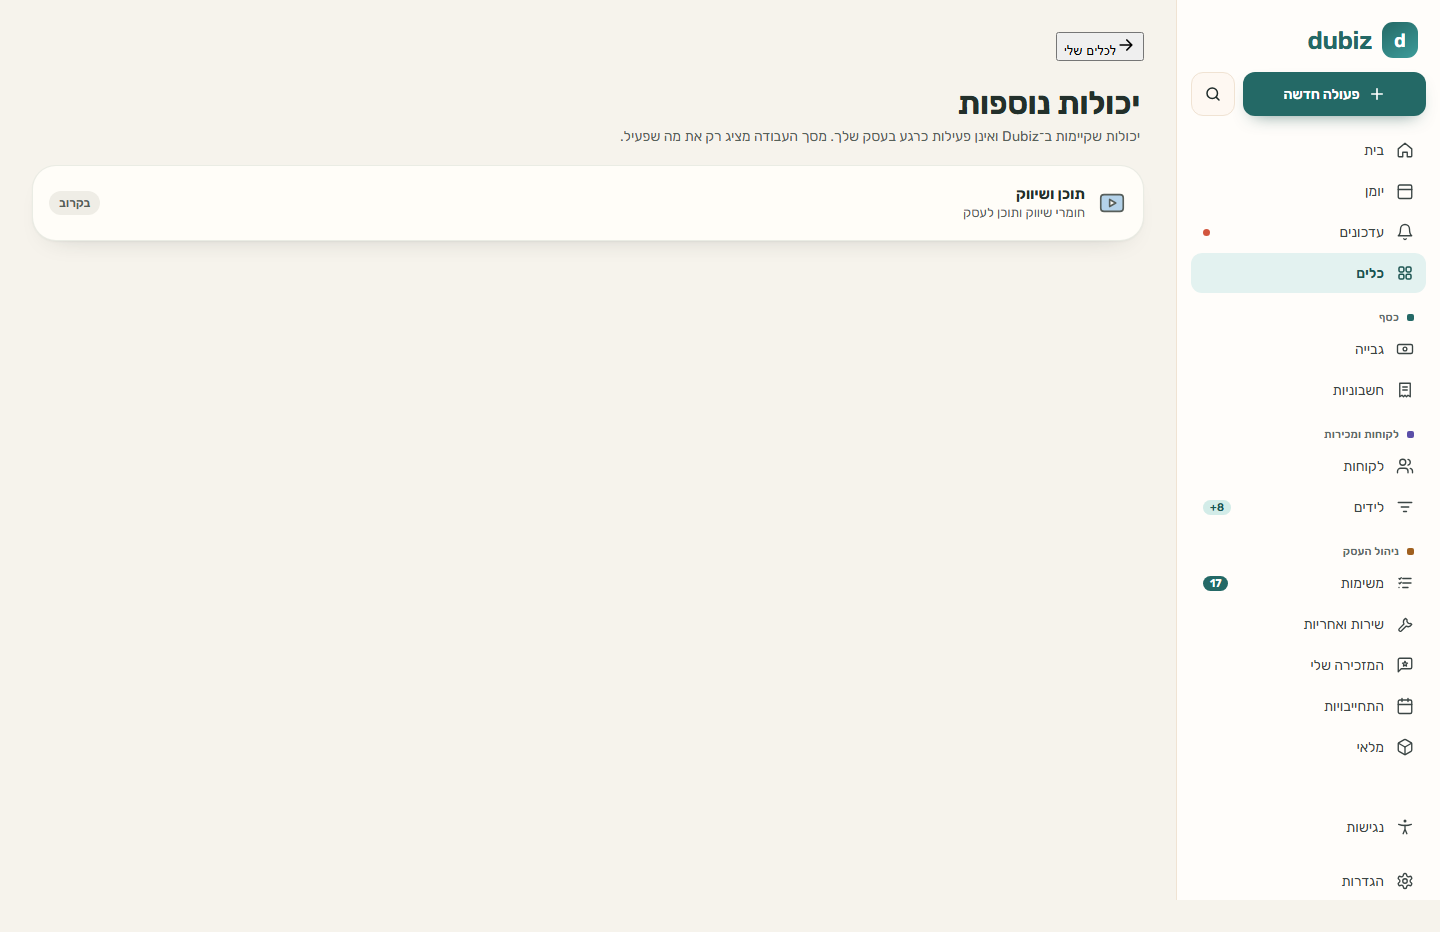 d dubiz
פעולה חדשה
בית
יומן
עדכונים
כלים
כסף
גבייה
חשבוניות
לקוחות ומכירות
לקוחות
לידים
+8
ניהול העסק
משימות
17
שירות ואחריות
המזכירה שלי
התחייבויות
מלאי
נגישות
הגדרות
לכלים שלי
יכולות נוספות
יכולות שקיימות ב־Dubiz ואינן פעילות כרגע בעסק שלך. מסך העבודה מציג רק את מה שפעיל.
תוכן ושיווק
חומרי שיווק ותוכן לעסק
בקרוב